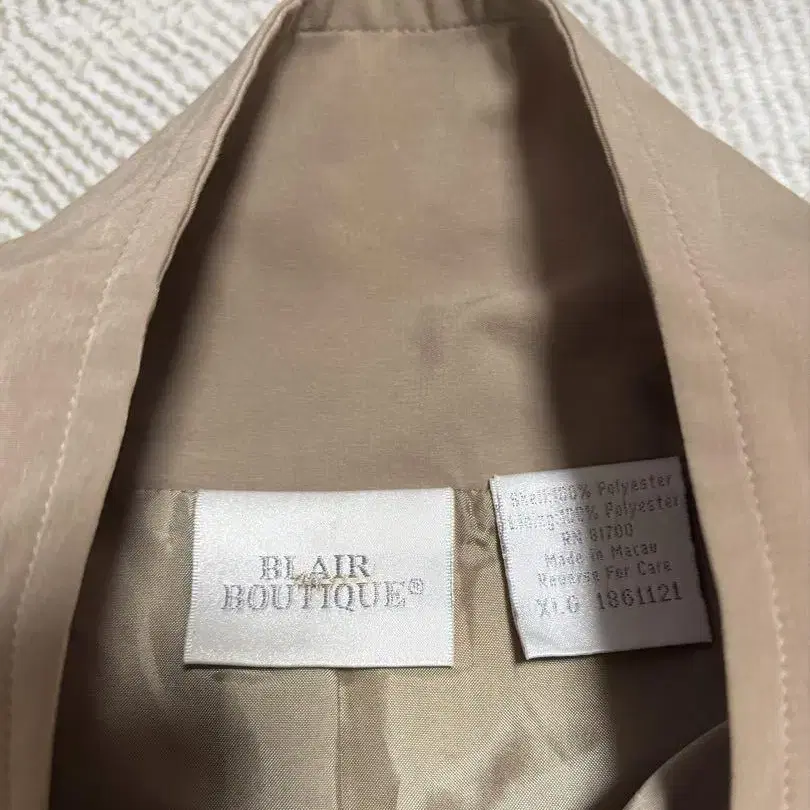 BLAIR
BOUTIQUE®
Shell:100% Polyester
Lining:100% Polyester
RN 81700
Made in Macau
Reverse For Care
XLG 1861121